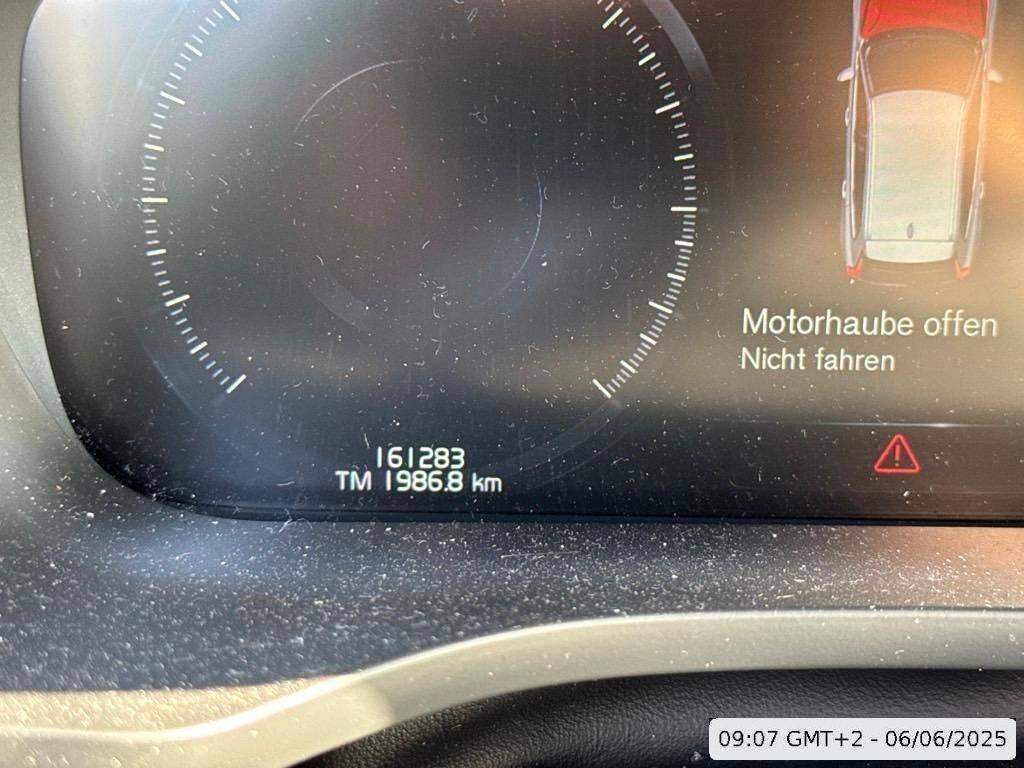 Motorhaube offen
Nicht fahren
161283
TM 1986.8 km
09:07 GMT+2 - 06/06/2025